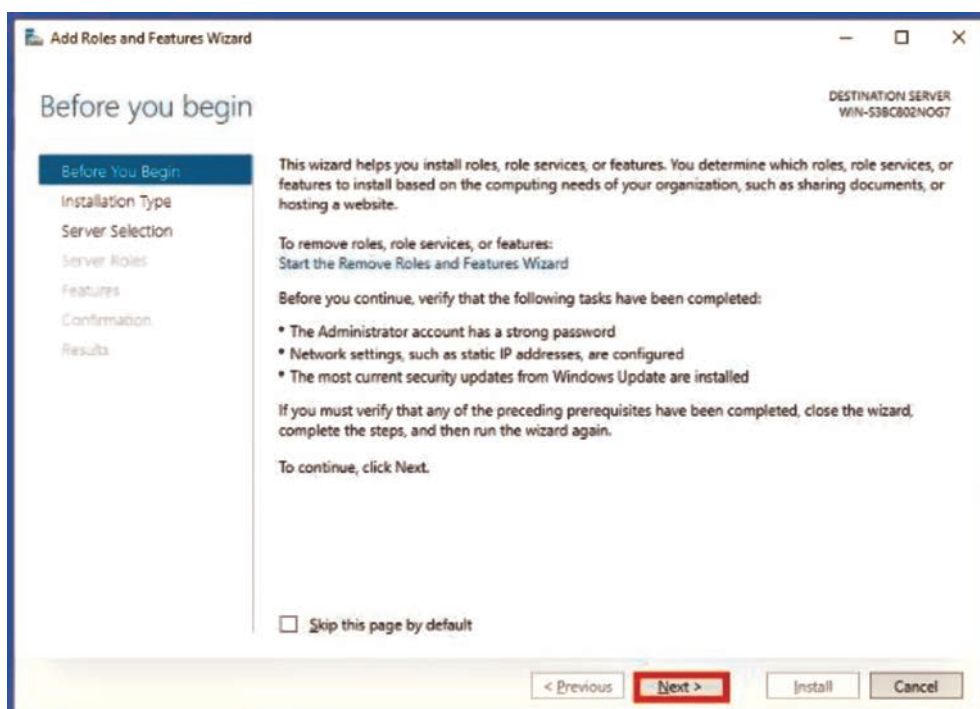 Add Roles and Features Wizard
Before you begin
DESTINATION SERVER
WIN-S3BC802NOG7
Before You Begin
Installation Type
Server Selection
Server Roles
Features
Confirmation
Results
This wizard helps you install roles, role services, or features. You determine which roles, role services, or
features to install based on the computing needs of your organization, such as sharing documents, or
hosting a website.
To remove roles, role services, or features:
Start the Remove Roles and Features Wizard
Before you continue, verify that the following tasks have been completed:
• The Administrator account has a strong password
• Network settings, such as static IP addresses, are configured
• The most current security updates from Windows Update are installed
If you must verify that any of the preceding prerequisites have been completed, close the wizard,
complete the steps, and then run the wizard again.
To continue, click Next.
Skip this page by default
< Previous
Next >
Install
Cancel